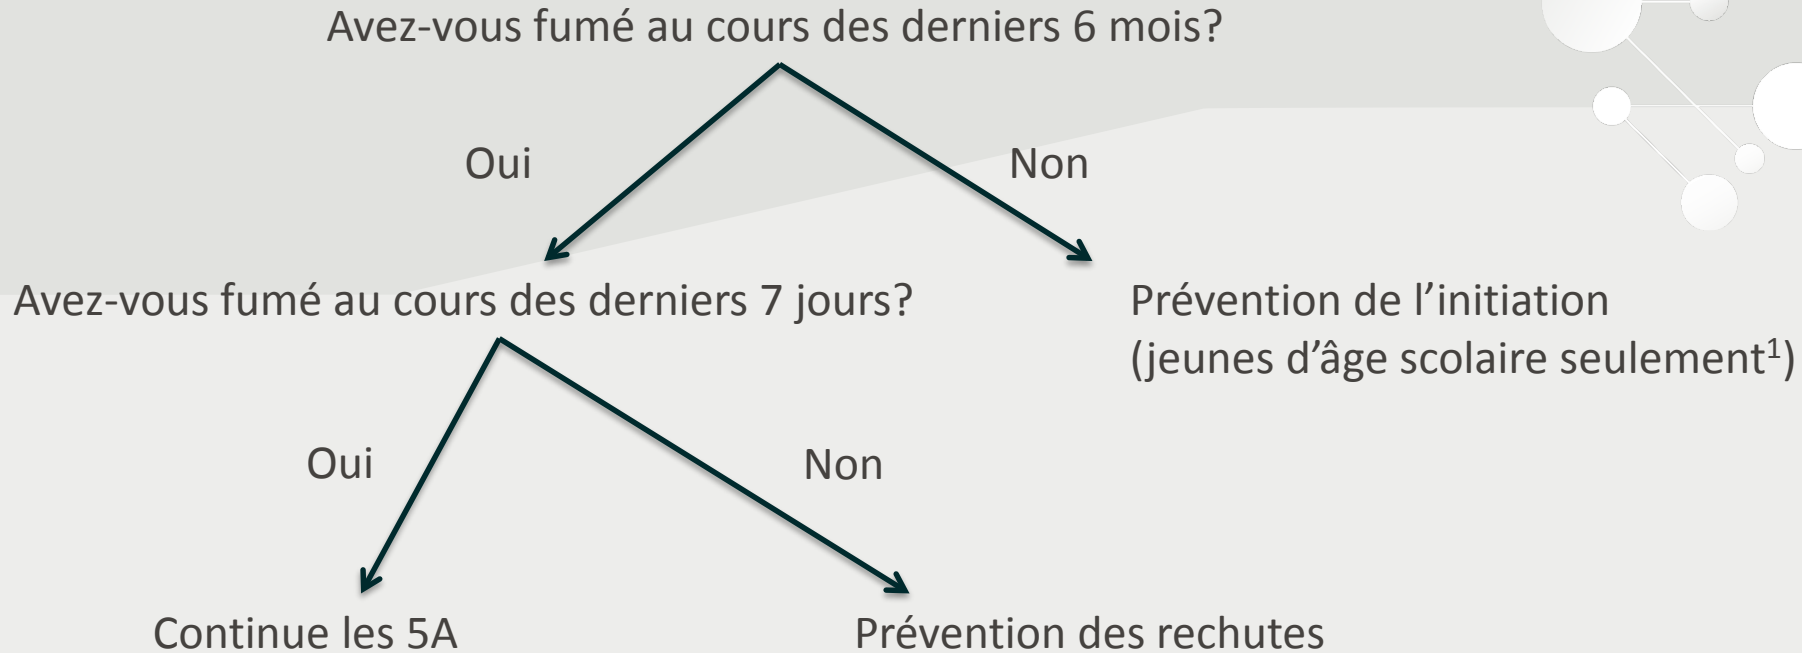 Avez-vous fumé au cours des derniers 6 mois?
Oui
Non
Avez-vous fumé au cours des derniers 7 jours?
Prévention de l’initiation
(jeunes d’âge scolaire seulement¹)
Oui
Non
Continue les 5A
Prévention des rechutes